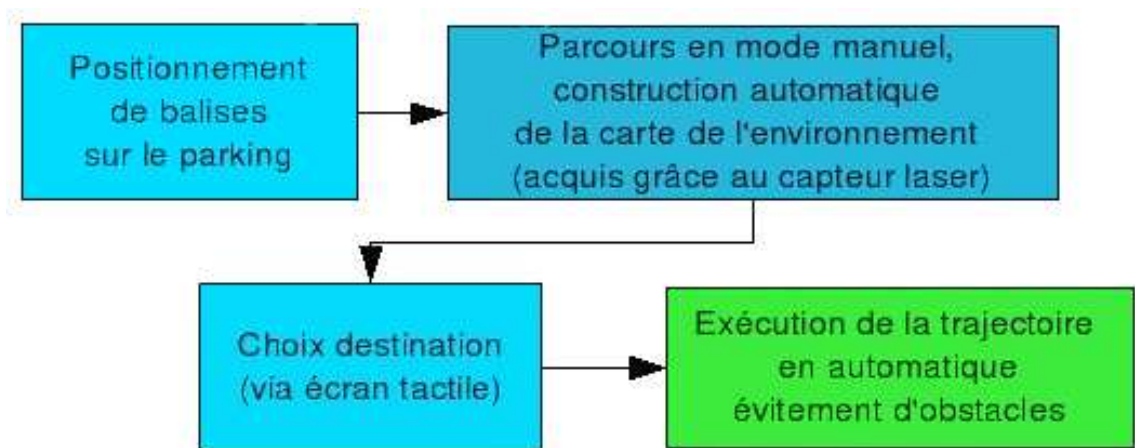 Positionnement
de balises
sur le parking
Parcours en mode manuel,
construction automatique
de la carte de l'environnement
(acquis grâce au capteur laser)
Choix destination
(via écran tactile)
Exécution de la trajectoire
en automatique
évitement d'obstacles